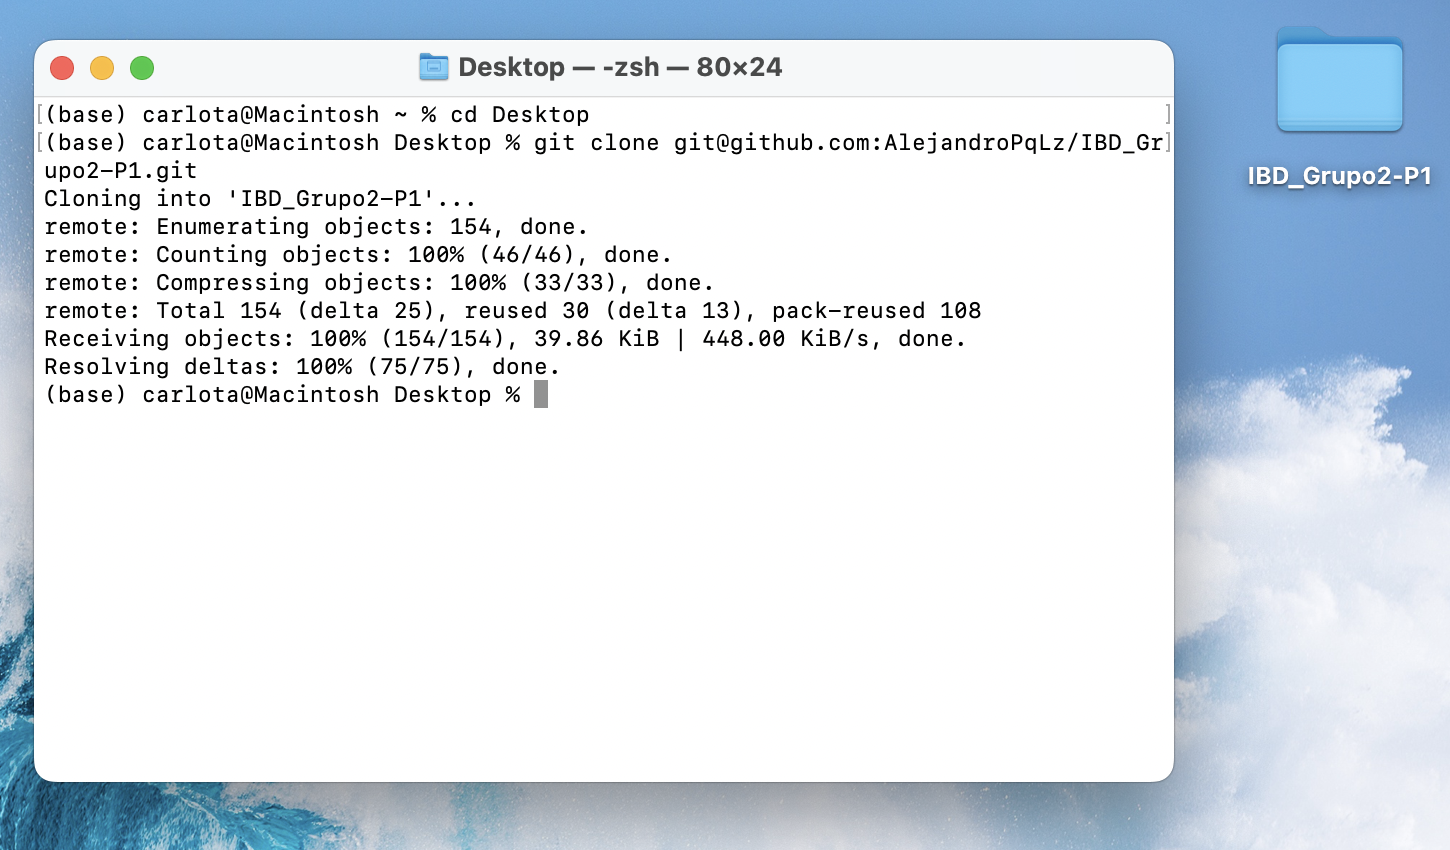 Desktop — -zsh — 80×24
[(base) carlota@Macintosh ~ % cd Desktop ]
[(base) carlota@Macintosh Desktop % git clone git@github.com:AlejandroPqLz/IBD_Gr]
upo2-P1.git
Cloning into 'IBD_Grupo2-P1'...
remote: Enumerating objects: 154, done.
remote: Counting objects: 100% (46/46), done.
remote: Compressing objects: 100% (33/33), done.
remote: Total 154 (delta 25), reused 30 (delta 13), pack-reused 108
Receiving objects: 100% (154/154), 39.86 KiB | 448.00 KiB/s, done.
Resolving deltas: 100% (75/75), done.
(base) carlota@Macintosh Desktop %
IBD_Grupo2-P1